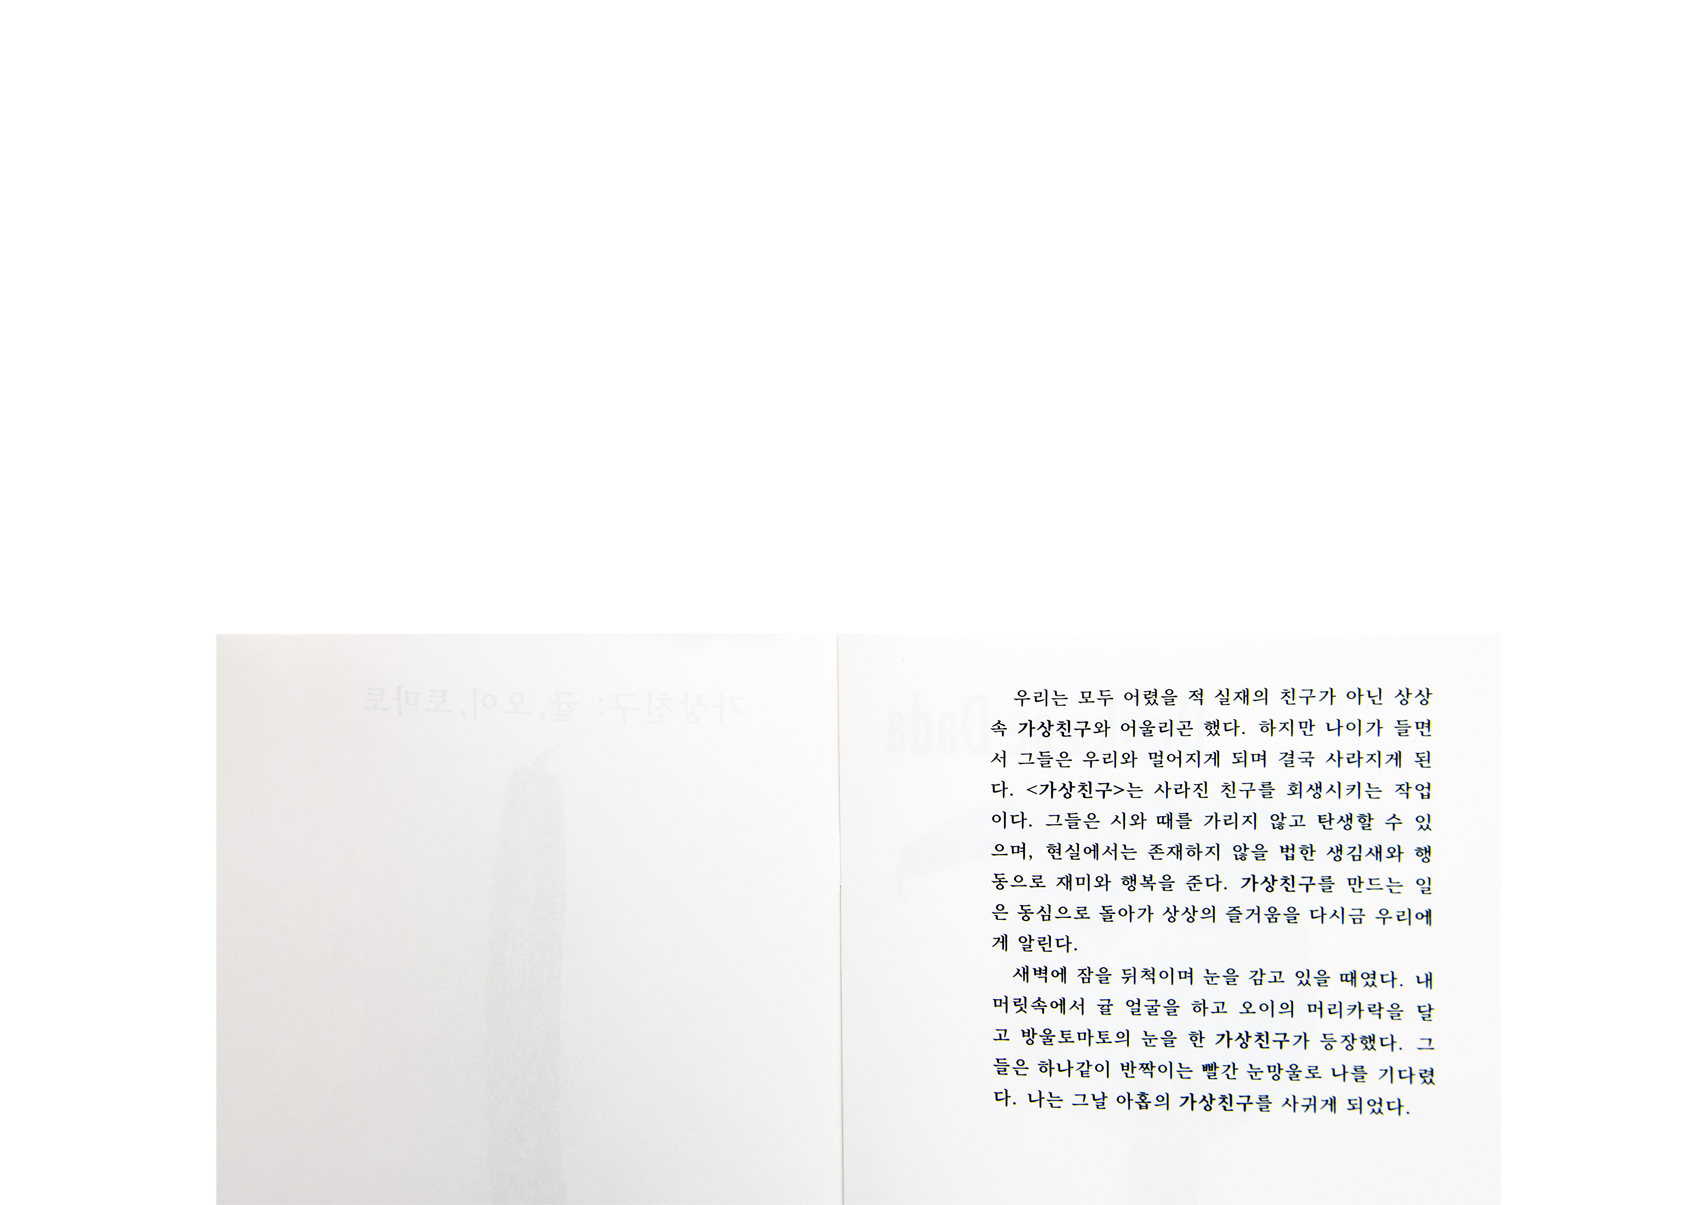 가상친구: 귤,오이,토마토
Dada
우리는 모두 어렸을 적 실재의 친구가 아닌 상상
속 가상친구와 어울리곤 했다. 하지만 나이가 들면
서 그들은 우리와 멀어지게 되며 결국 사라지게 된
다. <가상친구>는 사라진 친구를 회생시키는 작업
이다. 그들은 시와 때를 가리지 않고 탄생할 수 있
으며, 현실에서는 존재하지 않을 법한 생김새와 행
동으로 재미와 행복을 준다. 가상친구를 만드는 일
은 동심으로 돌아가 상상의 즐거움을 다시금 우리에
게 알린다.
새벽에 잠을 뒤척이며 눈을 감고 있을 때였다. 내
머릿속에서 귤 얼굴을 하고 오이의 머리카락을 달
고 방울토마토의 눈을 한 가상친구가 등장했다. 그
들은 하나같이 반짝이는 빨간 눈망울로 나를 기다렸
다. 나는 그날 아홉의 가상친구를 사귀게 되었다.